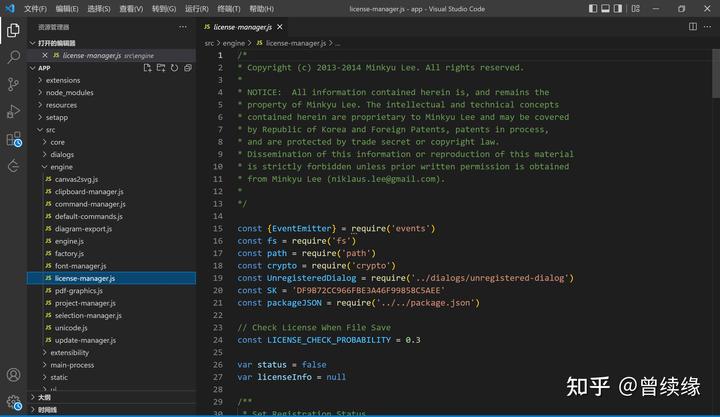 文件(F) 编辑(E) 选择(S) 查看(V) 转到(G) 运行(R) 终端(T) 帮助(H) license-manager.js - app - Visual Studio Code
资源管理器 ···
打开的编辑器
license-manager.js src\engine
APP
extensions
node_modules
resources
setapp
src
core
dialogs
engine
JS canvas2svg.js
JS clipboard-manager.js
JS command-manager.js
JS default-commands.js
JS diagram-export.js
JS engine.js
JS factory.js
JS font-manager.js
JS license-manager.js
JS pdf-graphics.js
JS project-manager.js
JS selection-manager.js
JS unicode.js
JS update-manager.js
extensibility
main-process
static
ui
大纲
时间线
JS license-manager.js
src > engine > JS license-manager.js > ...
1 /*
2 * Copyright (c) 2013-2014 Minkyu Lee. All rights reserved.
3 *
4 * NOTICE: All information contained herein is, and remains the
5 * property of Minkyu Lee. The intellectual and technical concepts
6 * contained herein are proprietary to Minkyu Lee and may be covered
7 * by Republic of Korea and Foreign Patents, patents in process,
8 * and are protected by trade secret or copyright law.
9 * Dissemination of this information or reproduction of this material
10 * is strictly forbidden unless prior written permission is obtained
11 * from Minkyu Lee (niklaus.lee@gmail.com).
12 *
13 */
14
15 const {EventEmitter} = require('events')
16 const fs = require('fs')
17 const path = require('path')
18 const crypto = require('crypto')
19 const UnregisteredDialog = require('../dialogs/unregistered-dialog')
20 const SK = 'DF9B72CC966FBE3A46F99858C5AEE'
21 const packageJSON = require('../../package.json')
22
23 // Check License When File Save
24 const LICENSE_CHECK_PROBABILITY = 0.3
25
26 var status = false
27 var licenseInfo = null
28
29 /**
30 * Set Registration Status
知乎 @曾续缘